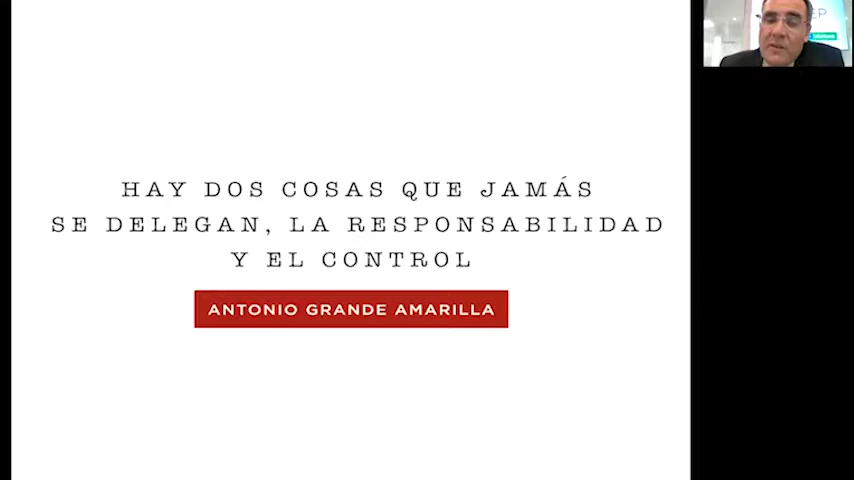 HAY DOS COSAS QUE JAMÁS
SE DELEGAN, LA RESPONSABILIDAD
Y EL CONTROL
ANTONIO GRANDE AMARILLA